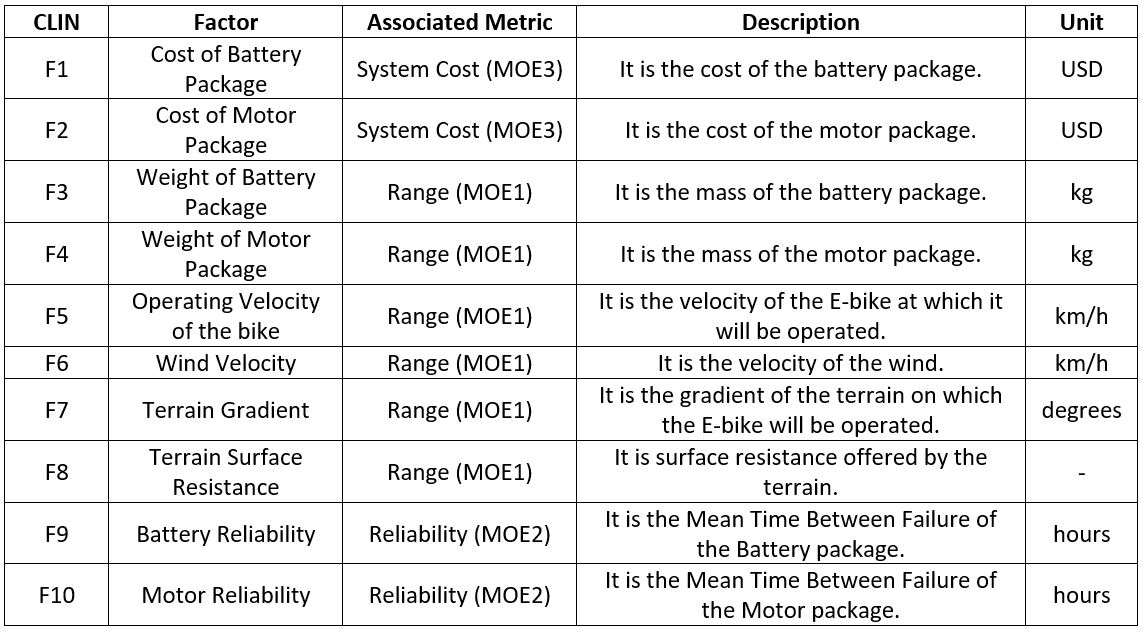 CLIN Factor Associated Metric Description Unit
F1 Cost of Battery Package System Cost (MOE3) It is the cost of the battery package. USD
F2 Cost of Motor Package System Cost (MOE3) It is the cost of the motor package. USD
F3 Weight of Battery Package Range (MOE1) It is the mass of the battery package. kg
F4 Weight of Motor Package Range (MOE1) It is the mass of the motor package. kg
F5 Operating Velocity of the bike Range (MOE1) It is the velocity of the E-bike at which it will be operated. km/h
F6 Wind Velocity Range (MOE1) It is the velocity of the wind. km/h
F7 Terrain Gradient Range (MOE1) It is the gradient of the terrain on which the E-bike will be operated. degrees
F8 Terrain Surface Resistance Range (MOE1) It is surface resistance offered by the terrain. -
F9 Battery Reliability Reliability (MOE2) It is the Mean Time Between Failure of the Battery package. hours
F10 Motor Reliability Reliability (MOE2) It is the Mean Time Between Failure of the Motor package. hours